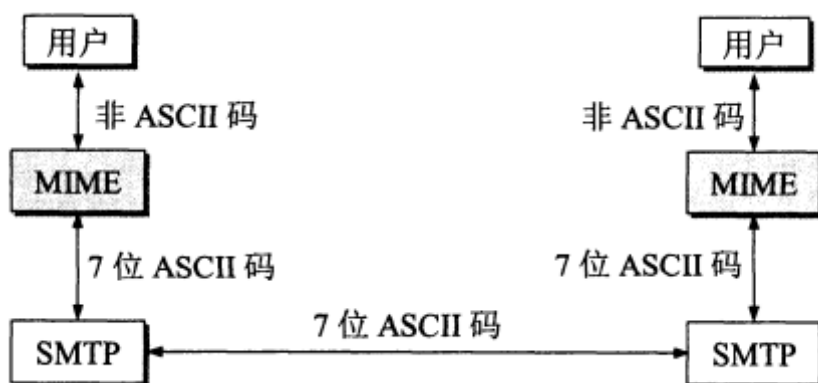 用户 用户
非 ASCII 码 非 ASCII 码
MIME MIME
7 位 ASCII 码 7 位 ASCII 码
7 位 ASCII 码
SMTP SMTP